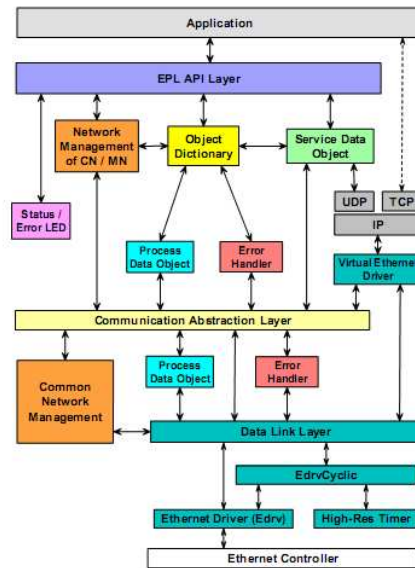 Application
EPL API Layer
Network
Management
of CN / MN
Object
Dictionary
Service Data
Object
UDP
TCP
Status /
Error LED
IP
Process
Data Object
Error
Handler
Virtual Ethernet
Driver
Communication Abstraction Layer
Common
Network
Management
Process
Data Object
Error
Handler
Data Link Layer
EdrvCyclic
Ethernet Driver (Edrv)
High-Res Timer
Ethernet Controller